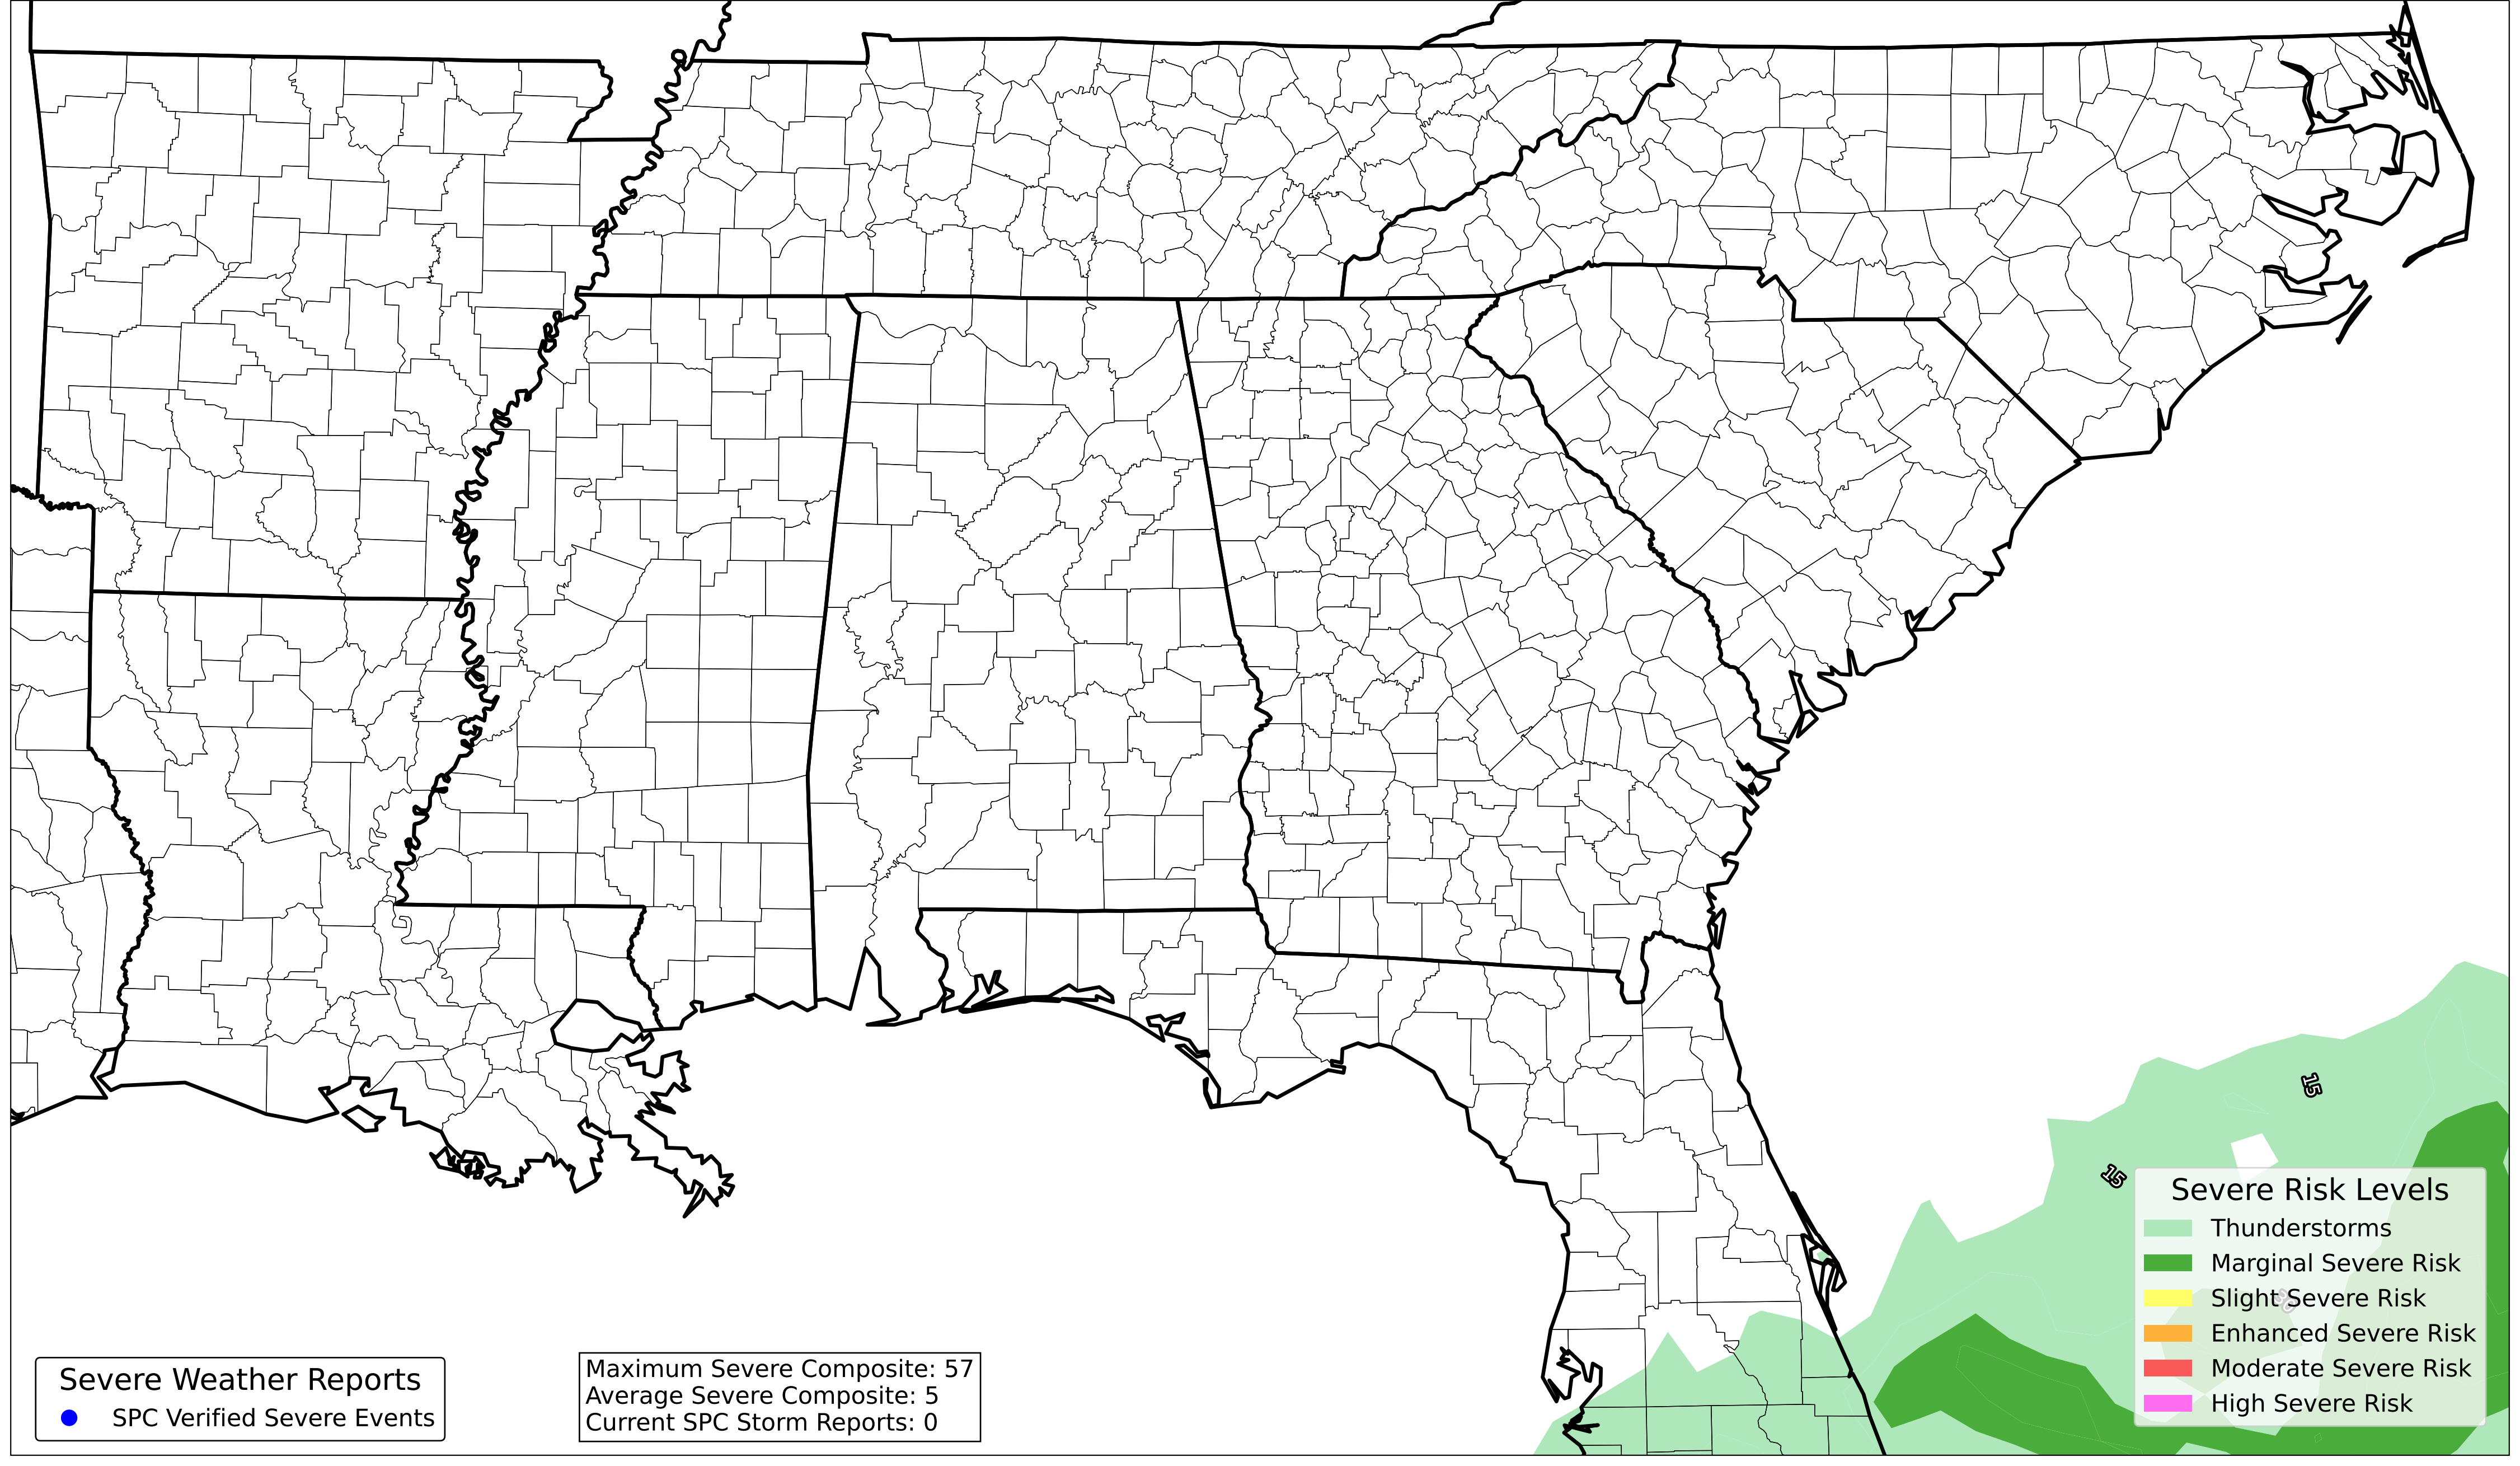 15
15
Severe Risk Levels
Thunderstorms
Marginal Severe Risk
Slight Severe Risk
Enhanced Severe Risk
Moderate Severe Risk
High Severe Risk
Severe Weather Reports
SPC Verified Severe Events
Maximum Severe Composite: 57
Average Severe Composite: 5
Current SPC Storm Reports: 0